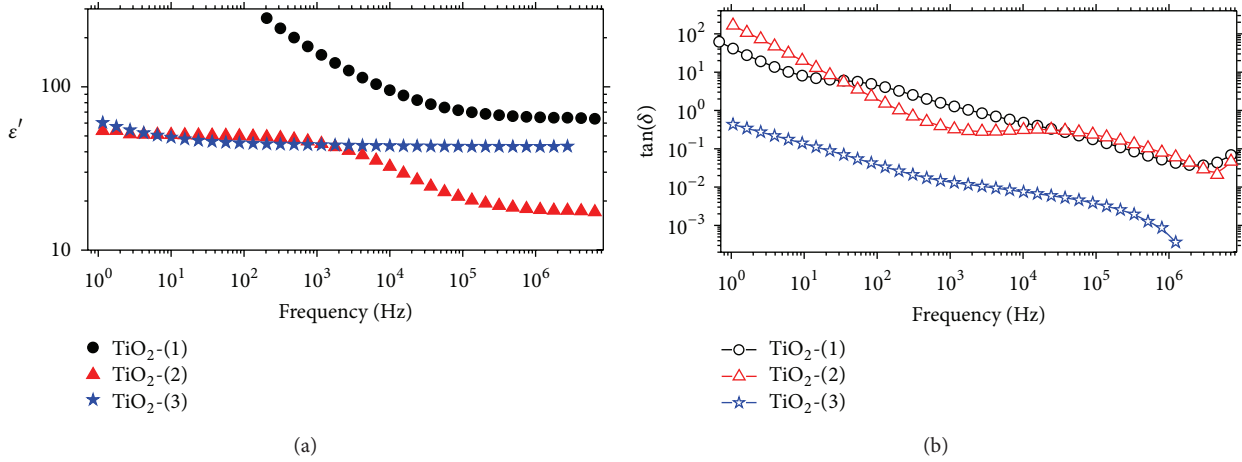 100
10
ε′
10⁰ 10¹ 10² 10³ 10⁴ 10⁵ 10⁶
Frequency (Hz)
TiO₂-(1)
TiO₂-(2)
TiO₂-(3)
(a)
10²
10¹
10⁰
10⁻¹
10⁻²
10⁻³
tan(δ)
10⁰ 10¹ 10² 10³ 10⁴ 10⁵ 10⁶
Frequency (Hz)
TiO₂-(1)
TiO₂-(2)
TiO₂-(3)
(b)